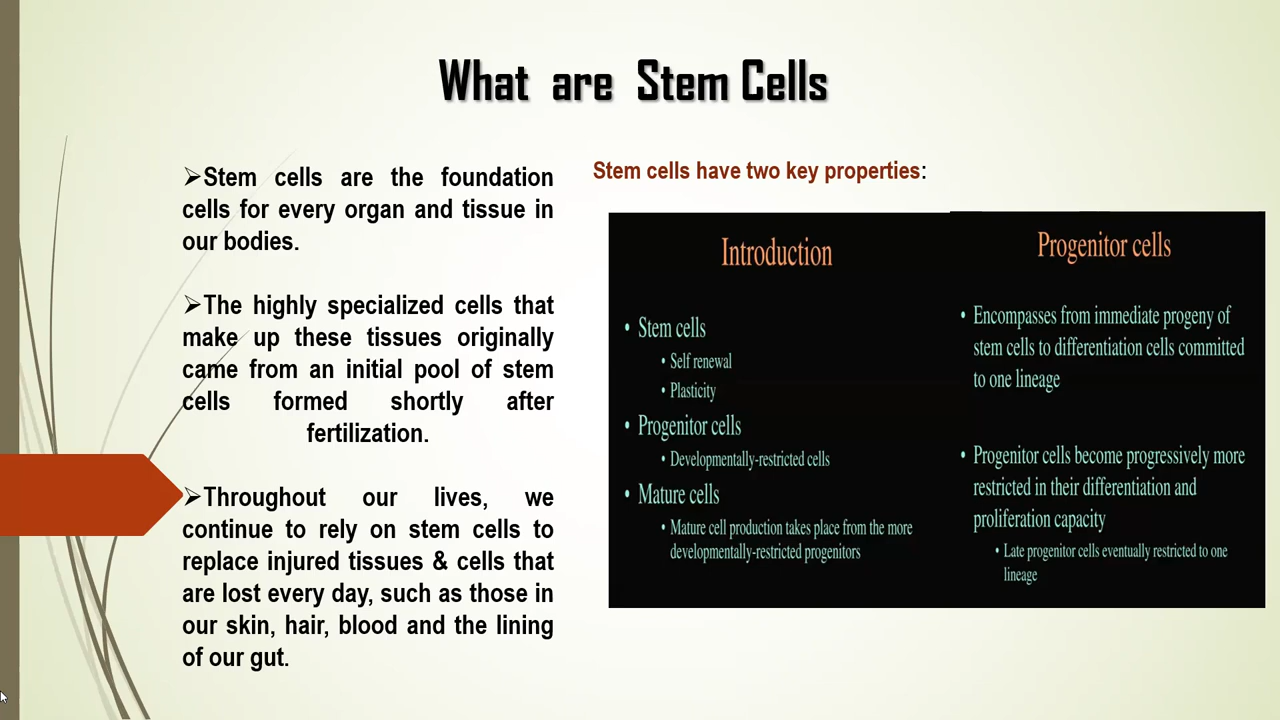 What are Stem Cells
➢Stem cells are the foundation
cells for every organ and tissue in
our bodies.
➢The highly specialized cells that
make up these tissues originally
came from an initial pool of stem
cells formed shortly after
fertilization.
➢Throughout our lives, we
continue to rely on stem cells to
replace injured tissues & cells that
are lost every day, such as those in
our skin, hair, blood and the lining
of our gut.
Stem cells have two key properties:
Introduction
• Stem cells
• Self renewal
• Plasticity
• Progenitor cells
• Developmentally-restricted cells
• Mature cells
• Mature cell production takes place from the more
developmentally-restricted progenitors
Progenitor cells
• Encompasses from immediate progeny of
stem cells to differentiation cells committed
to one lineage
• Progenitor cells become progressively more
restricted in their differentiation and
proliferation capacity
• Late progenitor cells eventually restricted to one
lineage